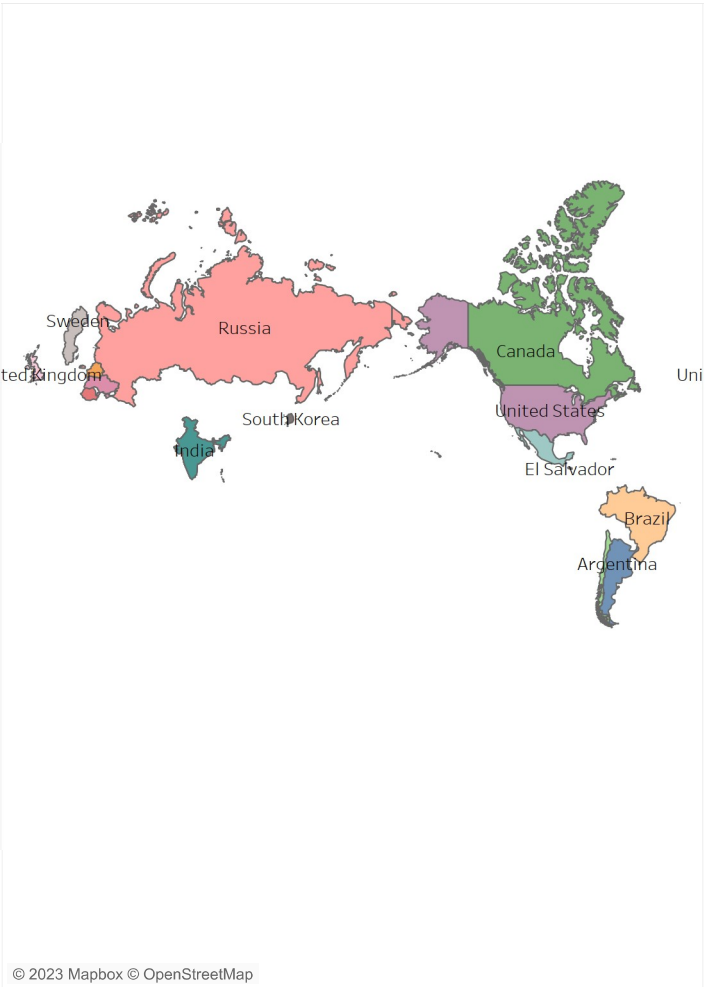 Sweden
Russia
Canada
ted Kingdom
Uni
United States
South Korea
India
El Salvador
Brazil
Argentina
© 2023 Mapbox © OpenStreetMap